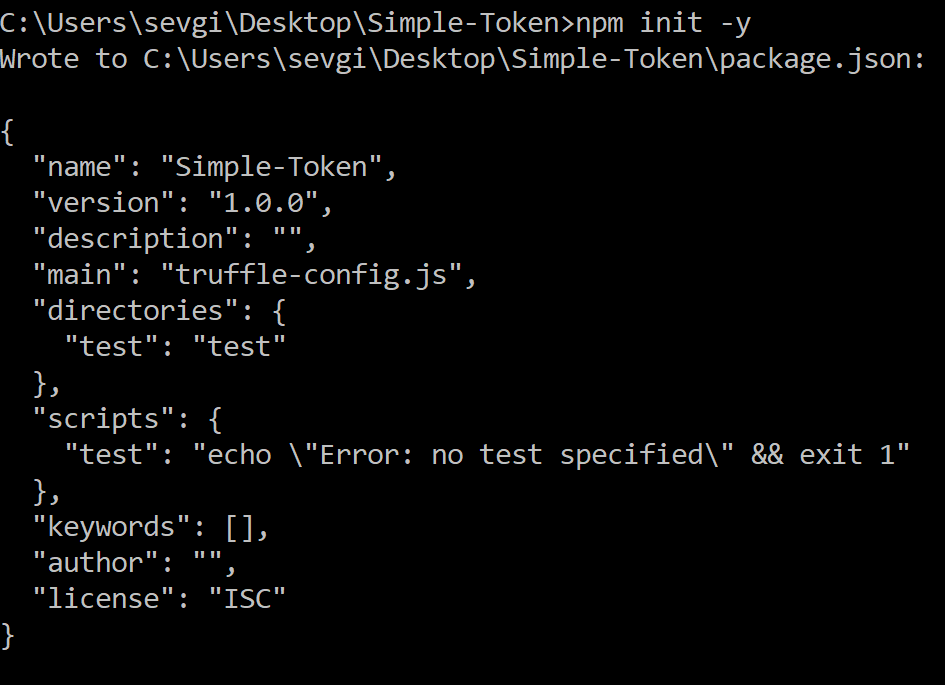 C:\Users\sevgi\Desktop\Simple-Token>npm init -y
Wrote to C:\Users\sevgi\Desktop\Simple-Token\package.json:

{
  "name": "Simple-Token",
  "version": "1.0.0",
  "description": "",
  "main": "truffle-config.js",
  "directories": {
    "test": "test"
  },
  "scripts": {
    "test": "echo \"Error: no test specified\" && exit 1"
  },
  "keywords": [],
  "author": "",
  "license": "ISC"
}